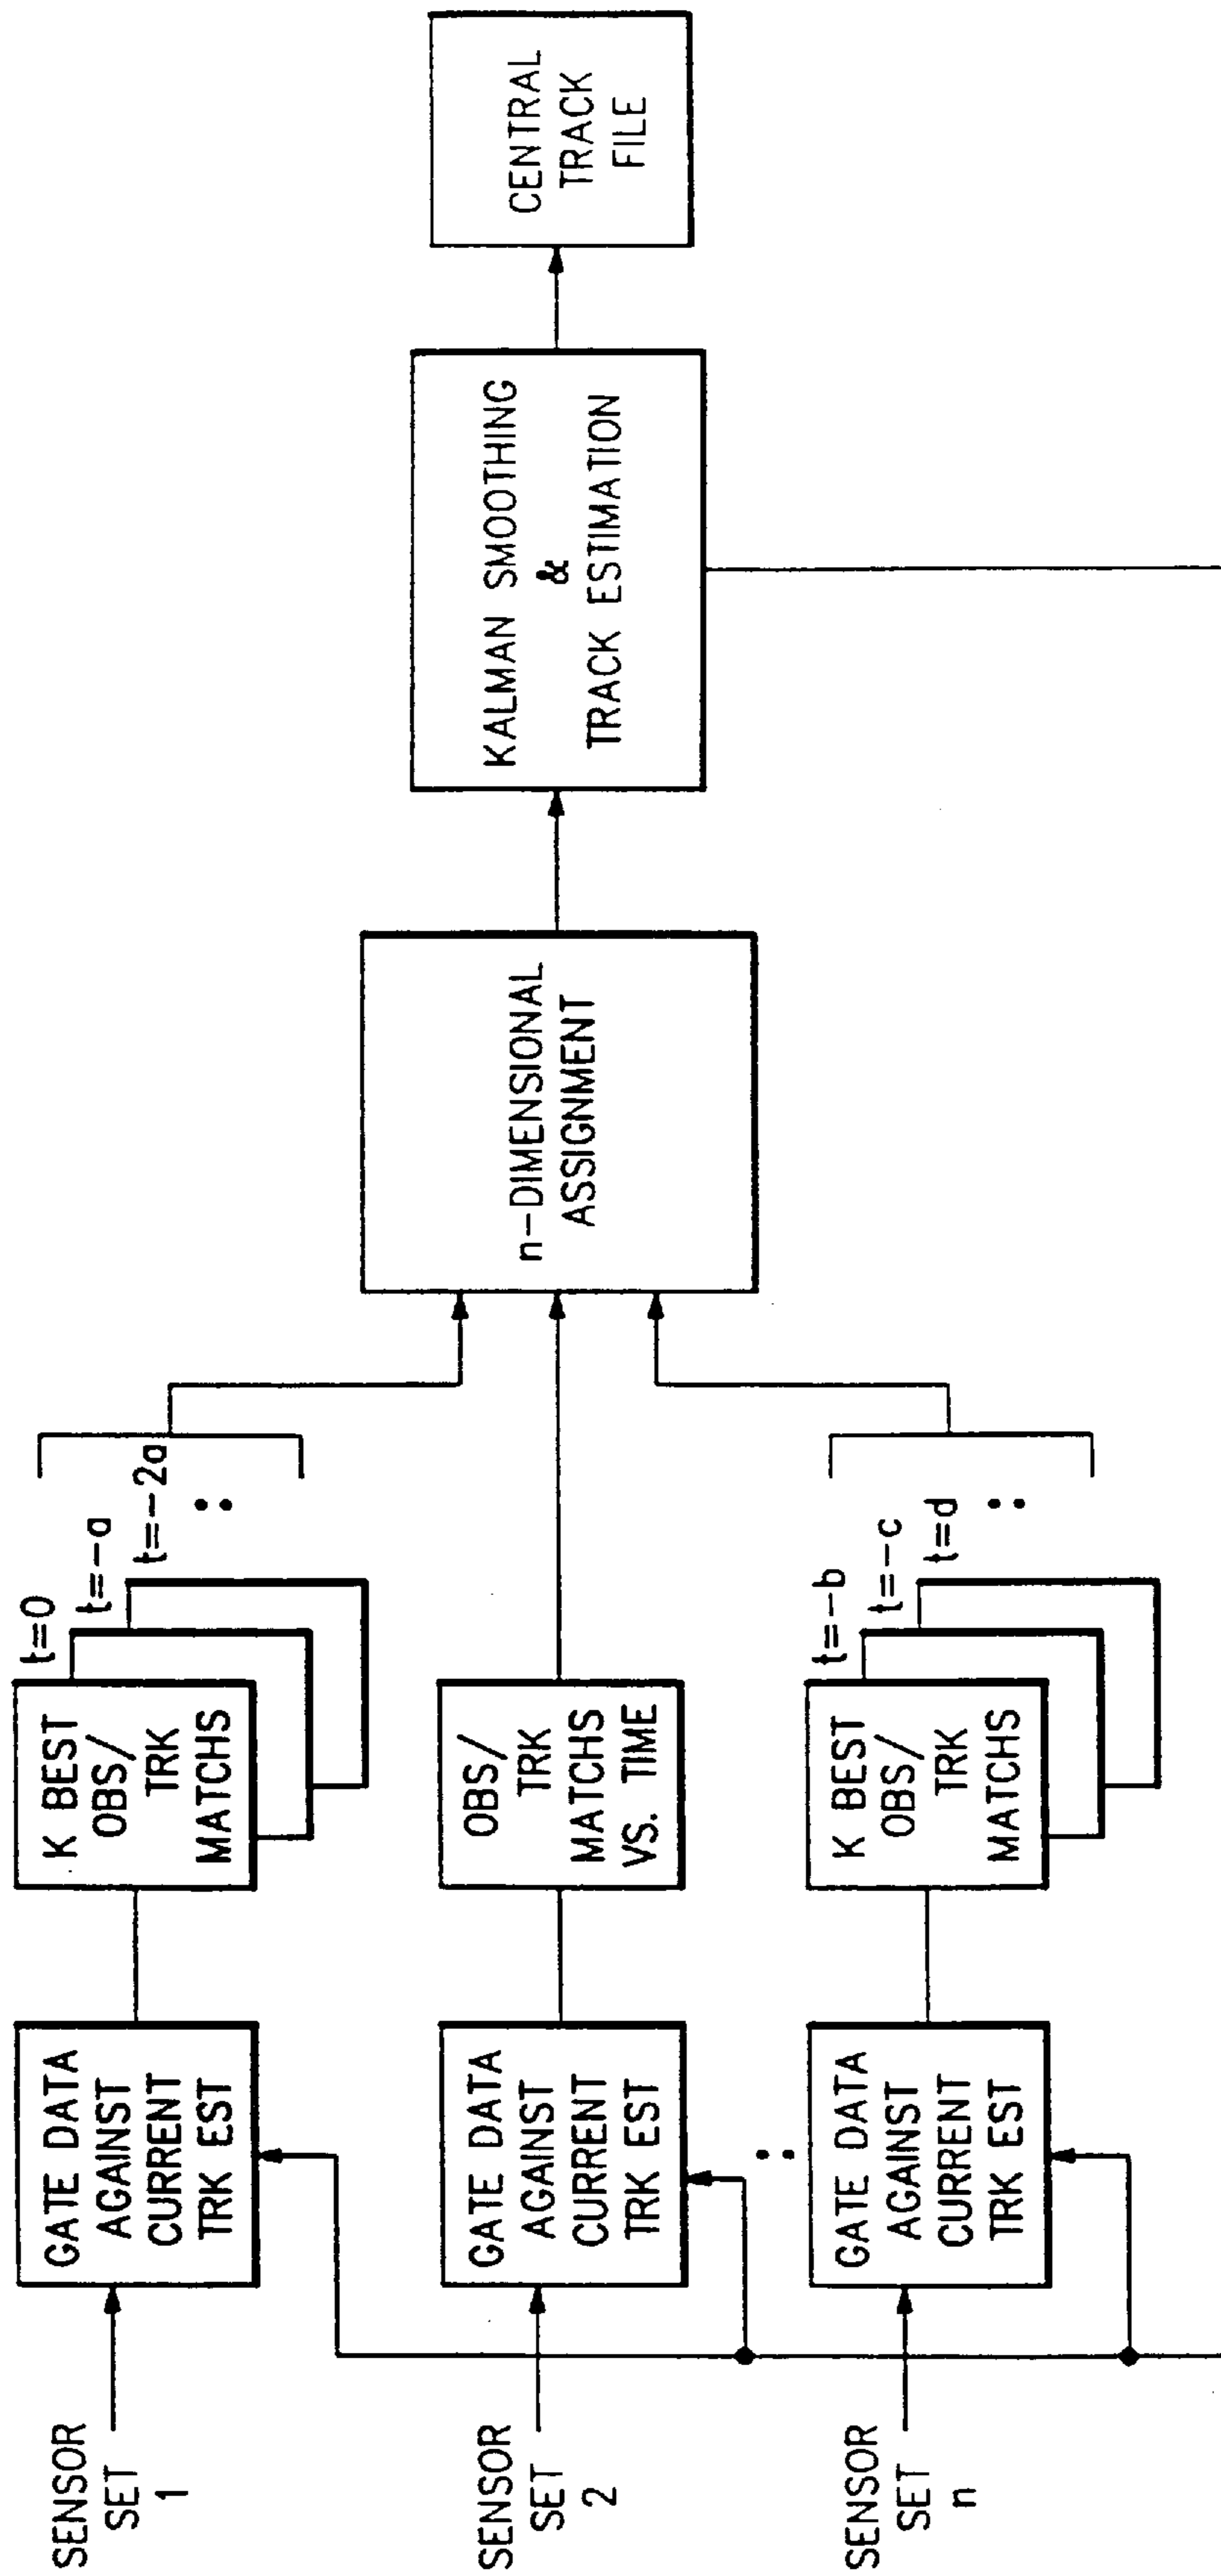 SENSOR
SET
1
GATE DATA
AGAINST
CURRENT
TRK EST
K BEST
OBS/
TRK
MATCHS
t=0
t=-a
t=-2a
:
SENSOR
SET
2
GATE DATA
AGAINST
CURRENT
TRK EST
OBS/
TRK
MATCHS
VS. TIME
:
SENSOR
SET
n
GATE DATA
AGAINST
CURRENT
TRK EST
K BEST
OBS/
TRK
MATCHS
t=-b
t=-c
t=d
:
n-DIMENSIONAL
ASSIGNMENT
KALMAN SMOOTHING
&
TRACK ESTIMATION
CENTRAL
TRACK
FILE